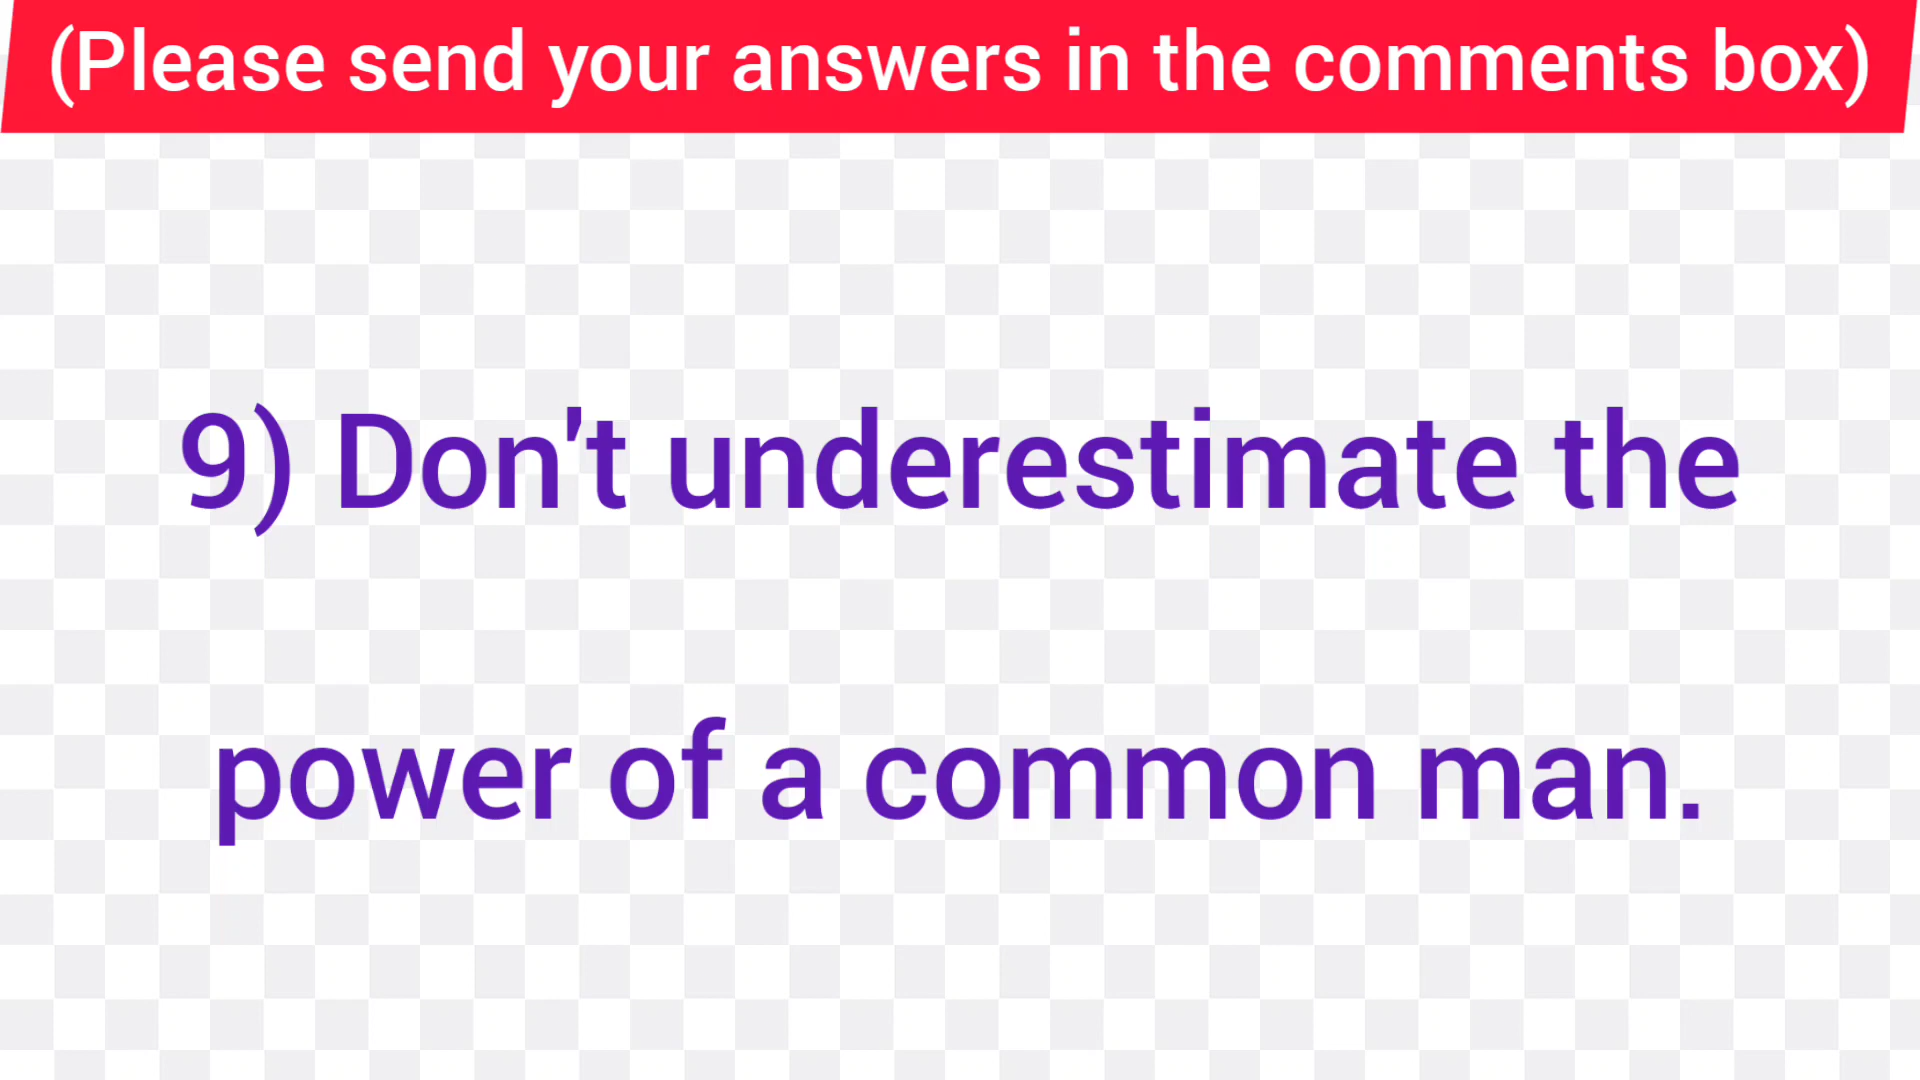 (Please send your answers in the comments box)
9) Don't underestimate the
power of a common man.